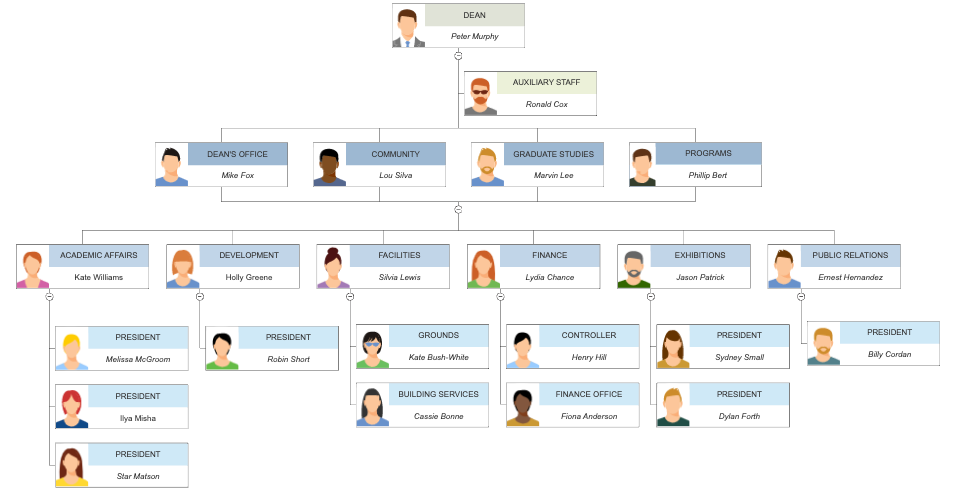 DEAN
Peter Murphy
AUXILIARY STAFF
Ronald Cox
DEAN'S OFFICE
Mike Fox
COMMUNITY
Lou Silva
GRADUATE STUDIES
Marvin Lee
PROGRAMS
Phillip Bert
ACADEMIC AFFAIRS
Kate Williams
DEVELOPMENT
Holly Greene
FACILITIES
Silvia Lewis
FINANCE
Lydia Chance
EXHIBITIONS
Jason Patrick
PUBLIC RELATIONS
Ernest Hernandez
PRESIDENT
Melissa McGroom
PRESIDENT
Ilya Misha
PRESIDENT
Star Matson
PRESIDENT
Robin Short
GROUNDS
Kate Bush-White
BUILDING SERVICES
Cassie Bonne
CONTROLLER
Henry Hill
FINANCE OFFICE
Fiona Anderson
PRESIDENT
Sydney Small
PRESIDENT
Dylan Forth
PRESIDENT
Billy Cordan